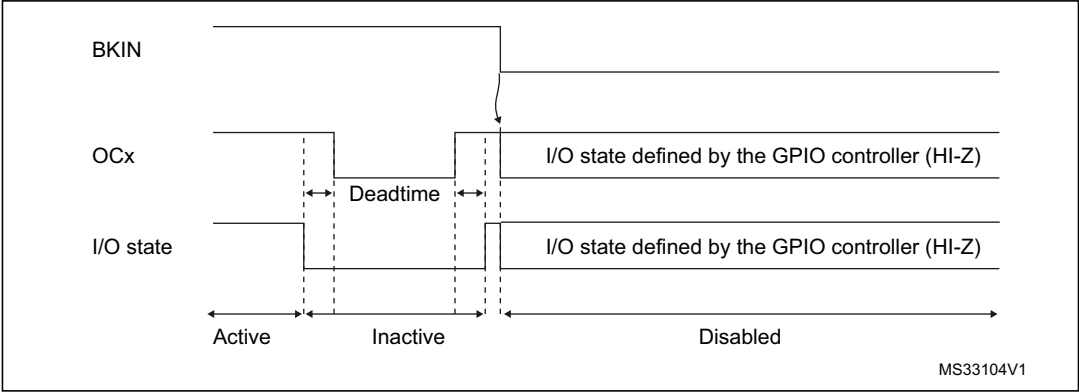 BKIN
OCx
I/O state defined by the GPIO controller (HI-Z)
Deadtime
I/O state
I/O state defined by the GPIO controller (HI-Z)
Active
Inactive
Disabled
MS33104V1